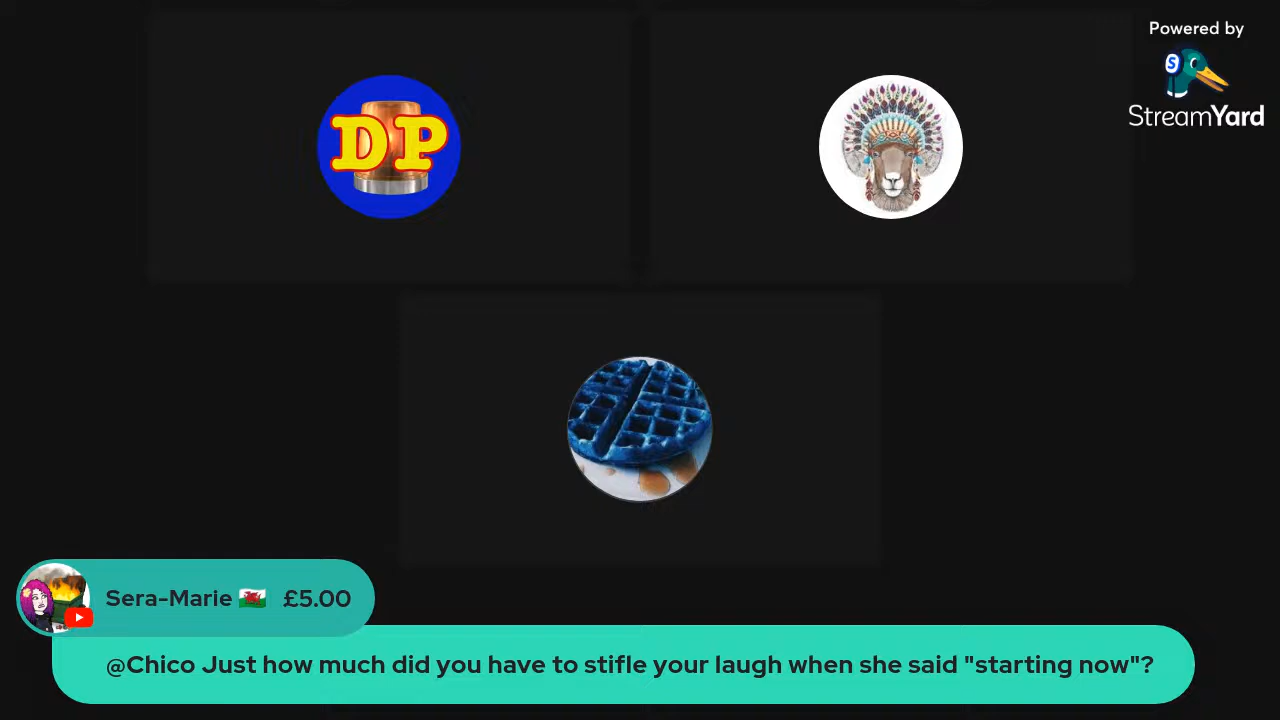 Powered by
S
StreamYard
DP
Sera-Marie 🏴󠁧󠁢󠁷󠁬󠁳󠁿 £5.00
@Chico Just how much did you have to stifle your laugh when she said "starting now"?